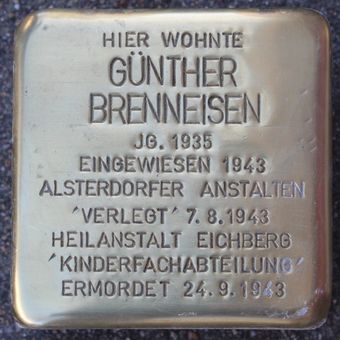 HIER WOHNTE
GÜNTHER
BRENNEISEN
JG. 1935
EINGEWIESEN 1943
ALSTERDORFER ANSTALTEN
'VERLEGT' 7.8.1943
HEILANSTALT EICHBERG
'KINDERFACHABTEILUNG'
ERMORDET 24.9.1943